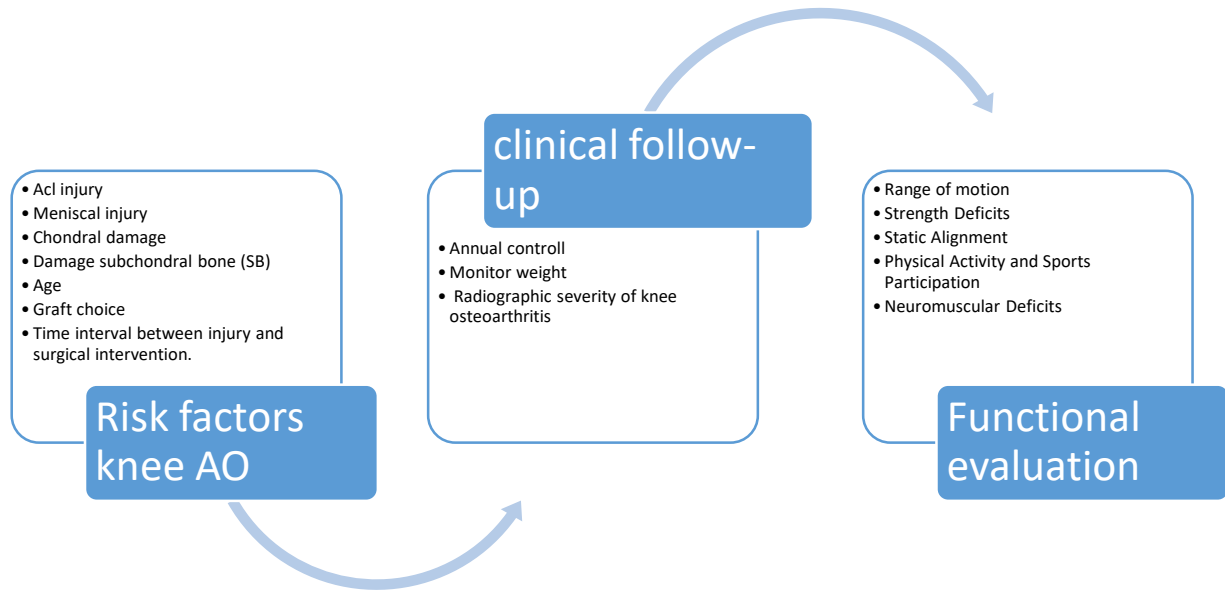 • Acl injury
• Meniscal injury
• Chondral damage
• Damage subchondral bone (SB)
• Age
• Graft choice
• Time interval between injury and
surgical intervention.
Risk factors
knee AO
clinical follow-
up
• Annual controll
• Monitor weight
• Radiographic severity of knee
osteoarthritis
• Range of motion
• Strength Deficits
• Static Alignment
• Physical Activity and Sports
Participation
• Neuromuscular Deficits
Functional
evaluation